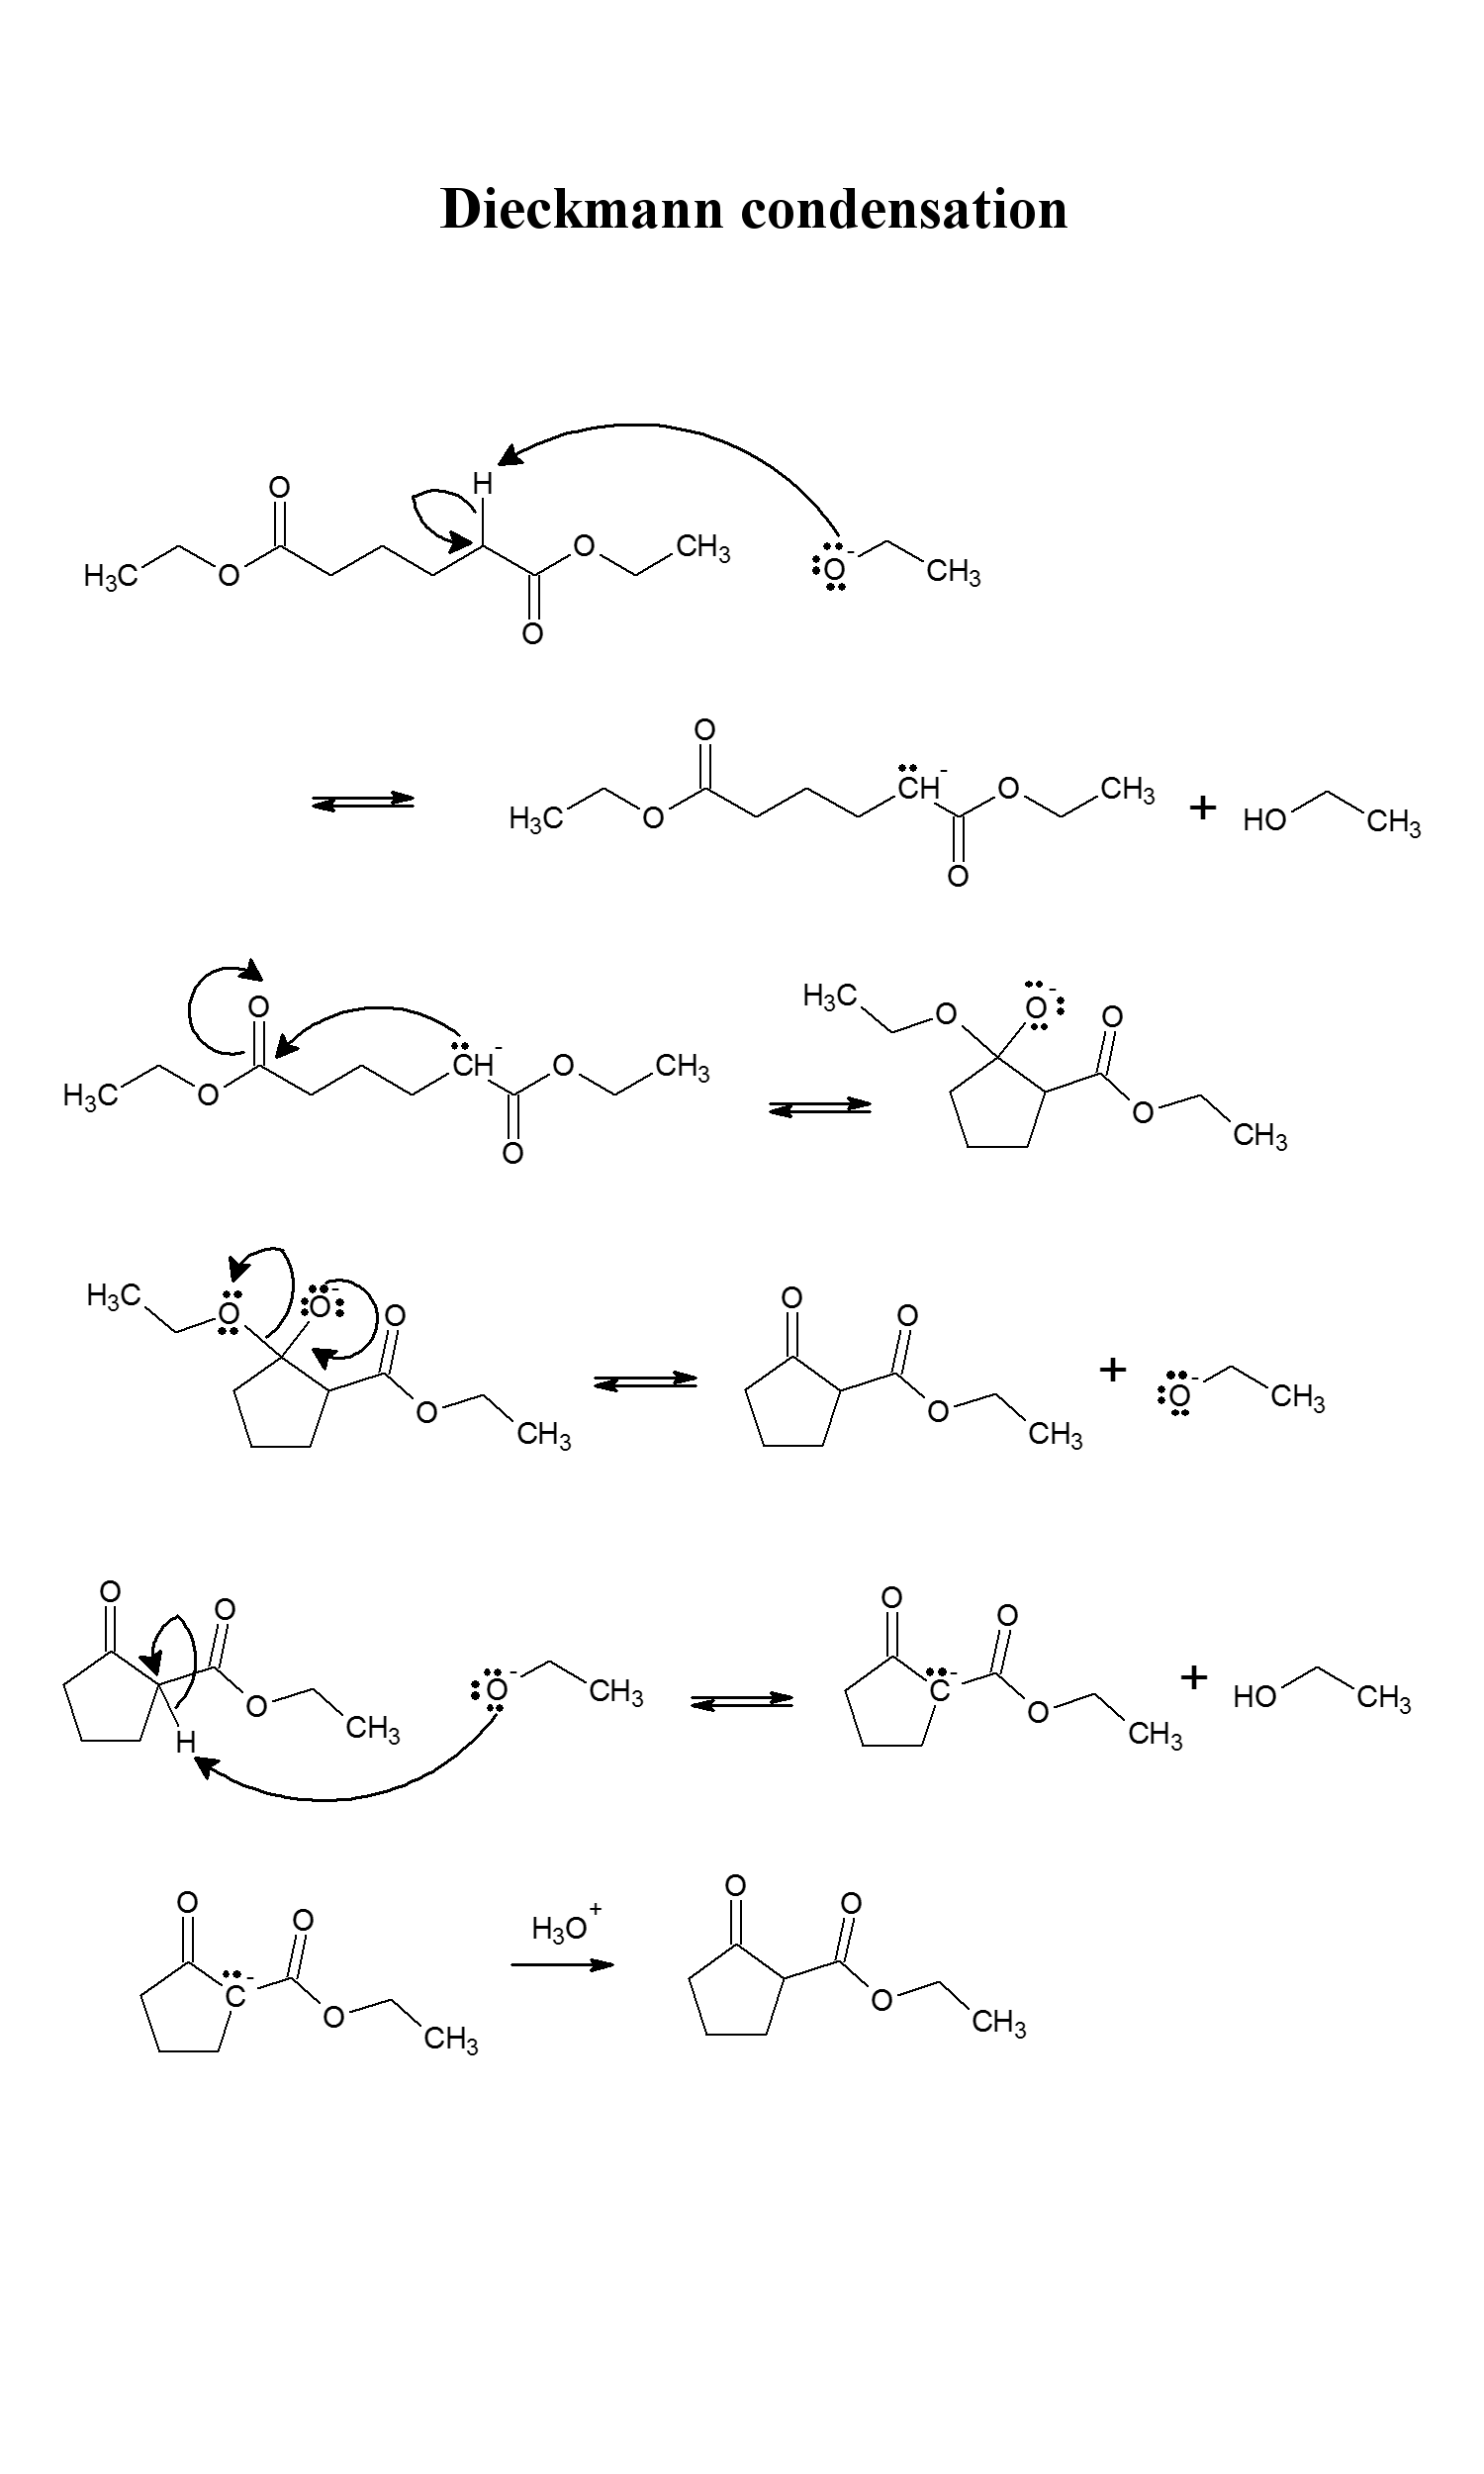 Dieckmann condensation
O H
H3C O O CH3 O- CH3
O
O
H3C O CH- O CH3 + HO CH3
O
O
H3C O CH- O CH3
O
H3C O O- O
O CH3
H3C O O- O
O CH3
O O
O CH3 + O- CH3
O O
O CH3
H
O- CH3
O O
C- O CH3 + HO CH3
O O
C- O CH3
H3O+
O O
O CH3